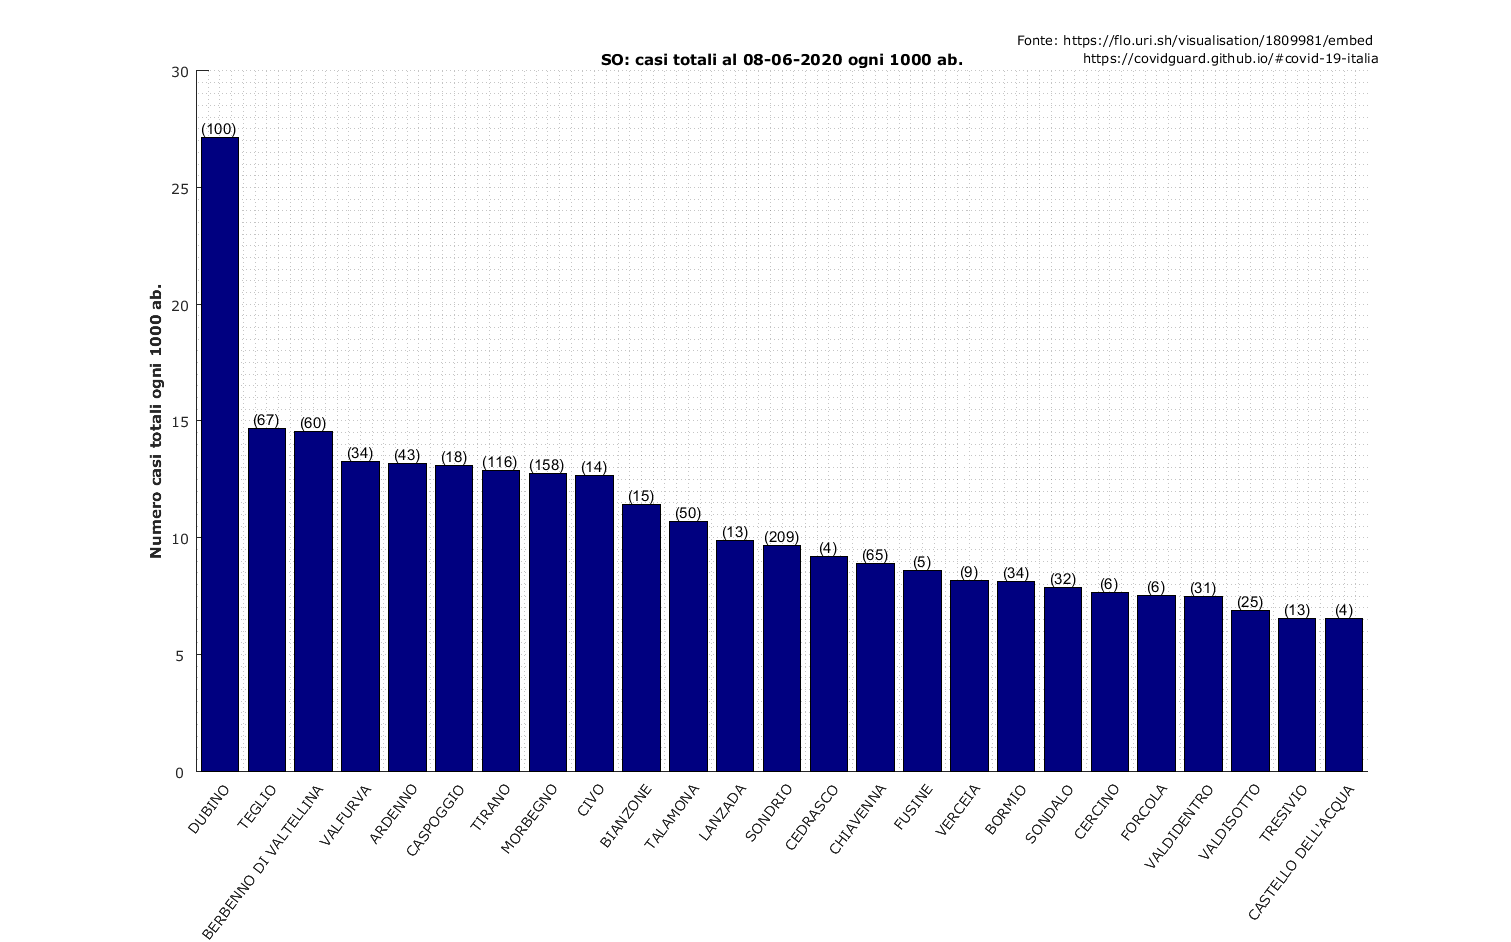 Fonte: https://flo.uri.sh/visualisation/1809981/embed
https://covidguard.github.io/#covid-19-italia
SO: casi totali al 08-06-2020 ogni 1000 ab.
Numero casi totali ogni 1000 ab.
30
25
20
15
10
5
0
(100)
(67)
(60)
(34)
(43)
(18)
(116)
(158)
(14)
(15)
(50)
(13)
(209)
(4)
(65)
(5)
(9)
(34)
(32)
(6)
(6)
(31)
(25)
(13)
(4)
DUBINO
TEGLIO
BERBENNO DI VALTELLINA
VALFURVA
ARDENNO
CASPOGGIO
TIRANO
MORBEGNO
CIVO
BIANZONE
TALAMONA
LANZADA
SONDRIO
CEDRASCO
CHIAVENNA
FUSINE
VERCEIA
BORMIO
SONDALO
CERCINO
FORCOLA
VALDIDENTRO
VALDISOTTO
TRESIVIO
CASTELLO DELL'ACQUA